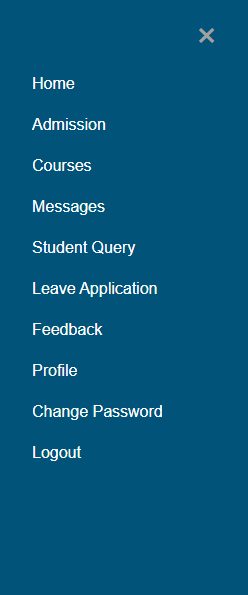 ×
Home
Admission
Courses
Messages
Student Query
Leave Application
Feedback
Profile
Change Password
Logout